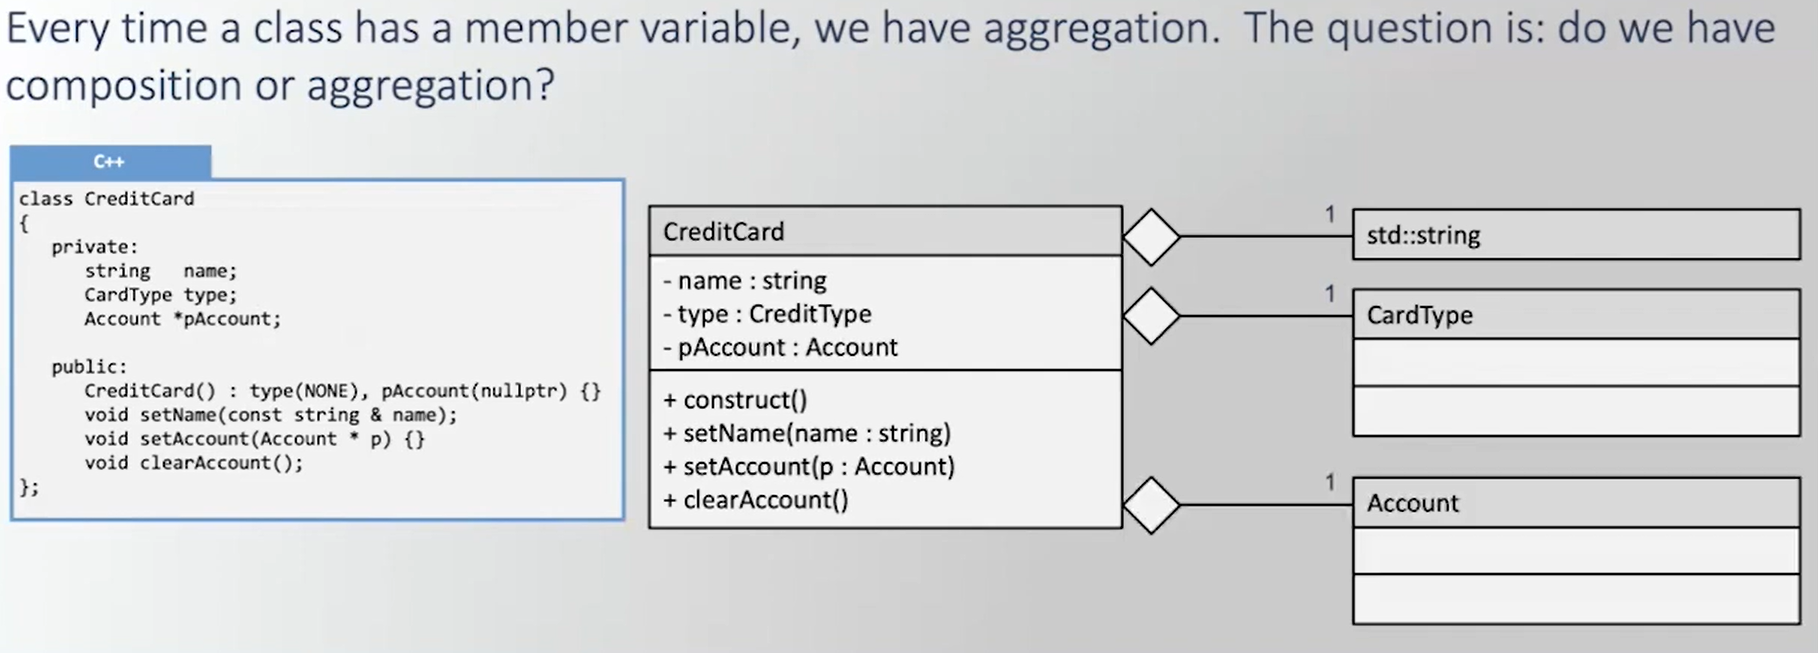 Every time a class has a member variable, we have aggregation. The question is: do we have
composition or aggregation?
C++
class CreditCard
{
private:
string name;
CardType type;
Account *pAccount;
public:
CreditCard() : type(NONE), pAccount(nullptr) {}
void setName(const string & name);
void setAccount(Account * p) {}
void clearAccount();
};
CreditCard
- name : string
- type : CreditType
- pAccount : Account
+ construct()
+ setName(name : string)
+ setAccount(p : Account)
+ clearAccount()
1
std::string
1
CardType
1
Account